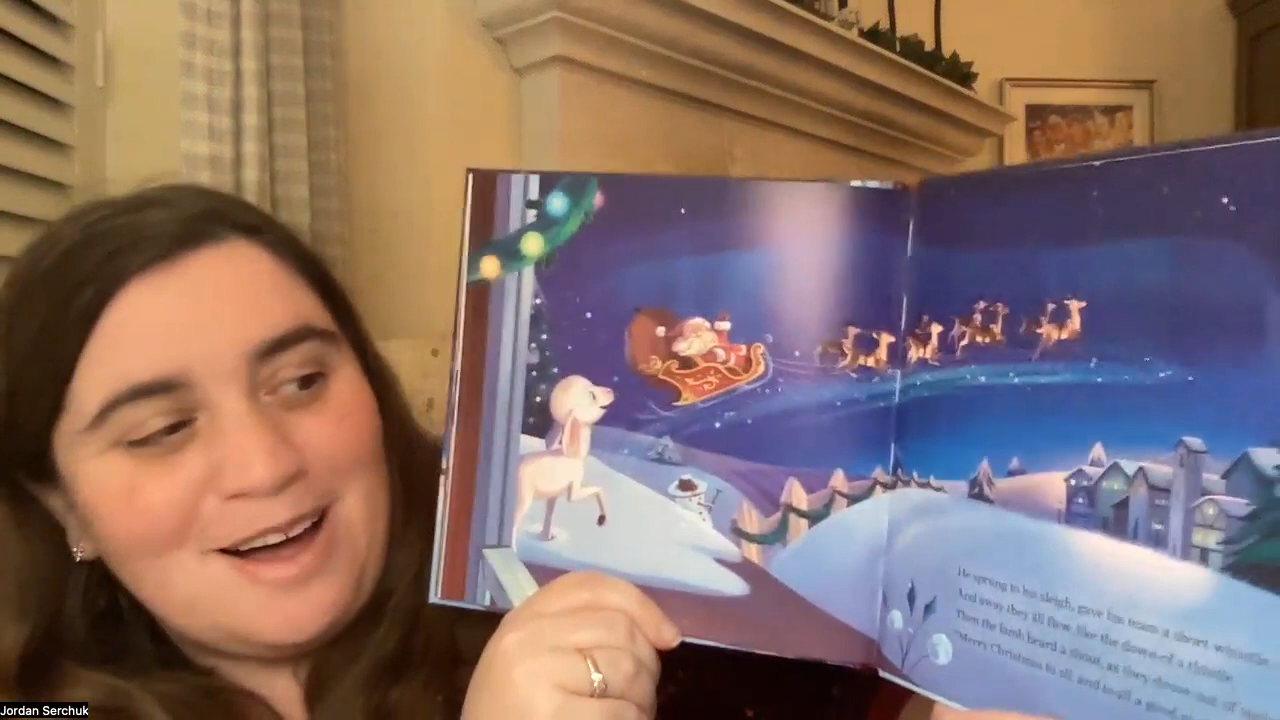 He sprung to his sleigh, gave his team a short whistle
And away they all flew, like the down of a thistle
Then the lamb heard a shout, as they drove out of
"Merry Christmas to all, and to all a good
Jordan Serchuk